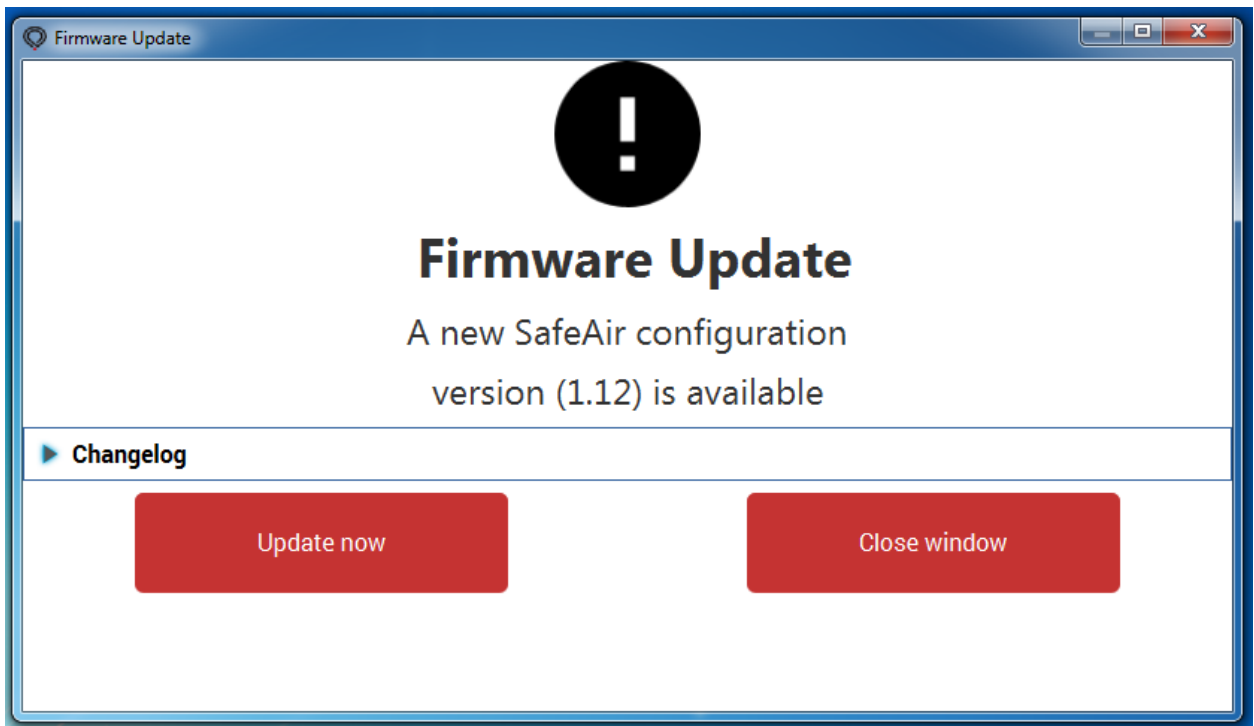 Firmware Update
Firmware Update
A new SafeAir configuration
version (1.12) is available
Changelog
Update now
Close window